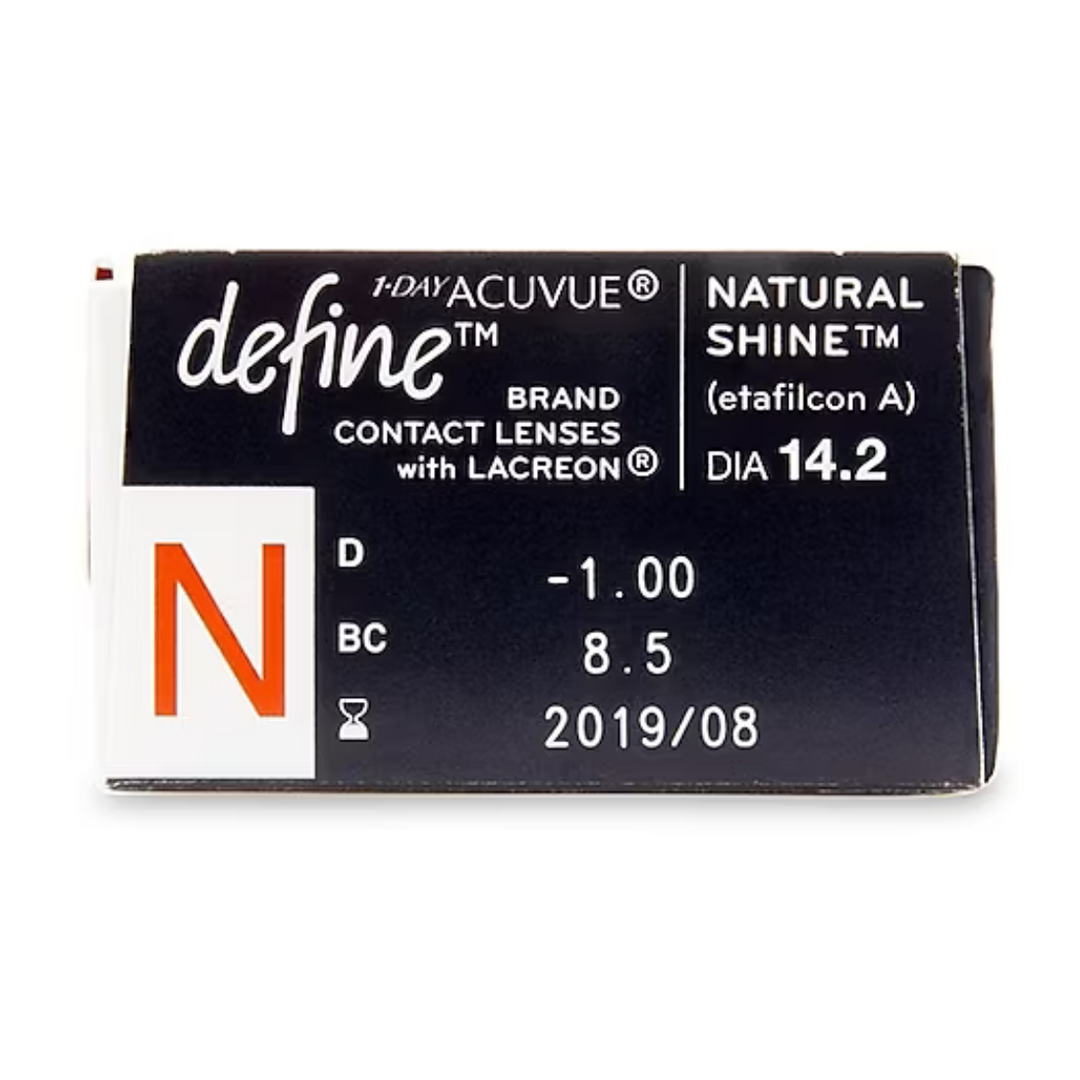 1·DAY ACUVUE®
define™
BRAND
CONTACT LENSES
with LACREON®
NATURAL
SHINE™
(etafilcon A)
DIA 14.2
N
D -1.00
BC 8.5
2019/08